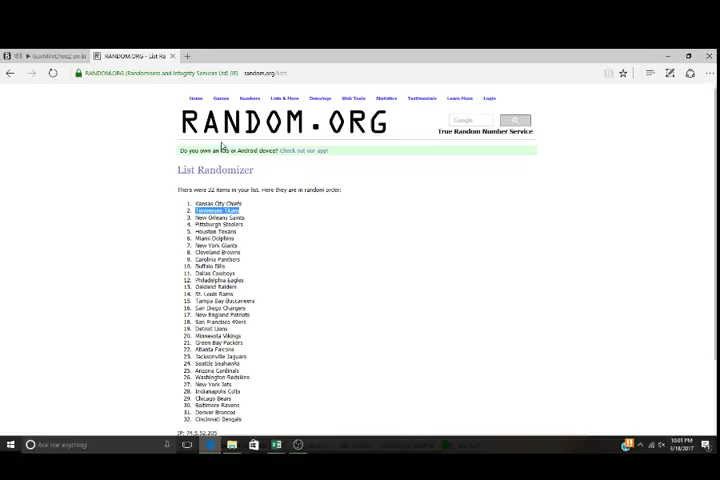 RANDOM.ORG - List Ra
RANDOM.ORG (Randomness and Integrity Services Ltd) [IE] random.org/lists
Home Games Numbers Lists & More Drawings Web Tools Statistics Testimonials Learn More Login
RANDOM.ORG
Google
True Random Number Service
Do you own an iOS or Android device? Check out our app!
List Randomizer
There were 32 items in your list. Here they are in random order:
1. Kansas City Chiefs
2. Tennessee Titans
3. New Orleans Saints
4. Pittsburgh Steelers
5. Houston Texans
6. Miami Dolphins
7. New York Giants
8. Cleveland Browns
9. Carolina Panthers
10. Buffalo Bills
11. Dallas Cowboys
12. Philadelphia Eagles
13. Oakland Raiders
14. St. Louis Rams
15. Tampa Bay Buccaneers
16. San Diego Chargers
17. New England Patriots
18. San Francisco 49ers
19. Detroit Lions
20. Minnesota Vikings
21. Green Bay Packers
22. Atlanta Falcons
23. Jacksonville Jaguars
24. Seattle Seahawks
25. Arizona Cardinals
26. Washington Redskins
27. New York Jets
28. Indianapolis Colts
29. Chicago Bears
30. Baltimore Ravens
31. Denver Broncos
32. Cincinnati Bengals
IP: 74.5.52.205
Ask me anything
10:01 PM
3/18/2017